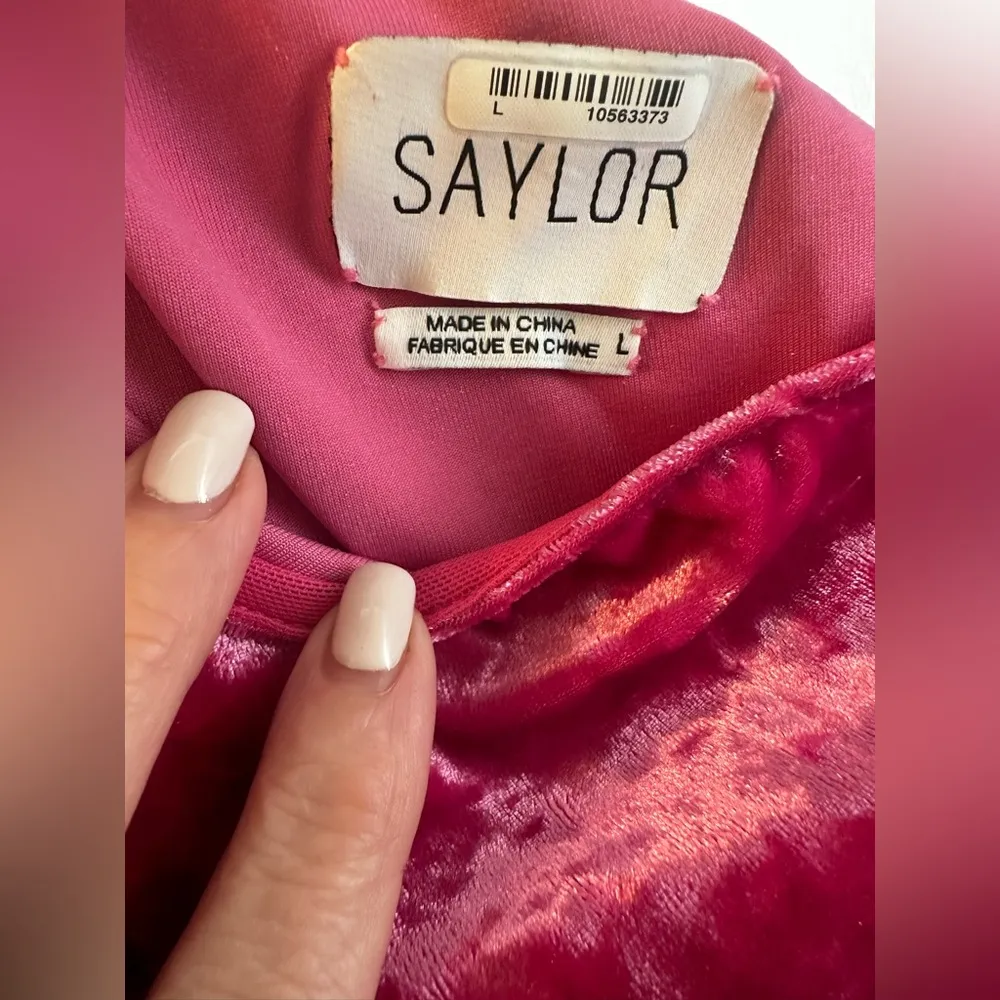 L 10563373
SAYLOR
MADE IN CHINA
FABRIQUE EN CHINE L